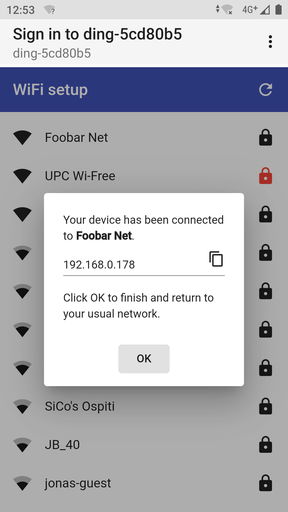 12:53
4G+
Sign in to ding-5cd80b5
ding-5cd80b5
WiFi setup
Foobar Net
UPC Wi-Free
Your device has been connected
to Foobar Net.
192.168.0.178
Click OK to finish and return to
your usual network.
OK
SiCo's Ospiti
JB_40
jonas-guest